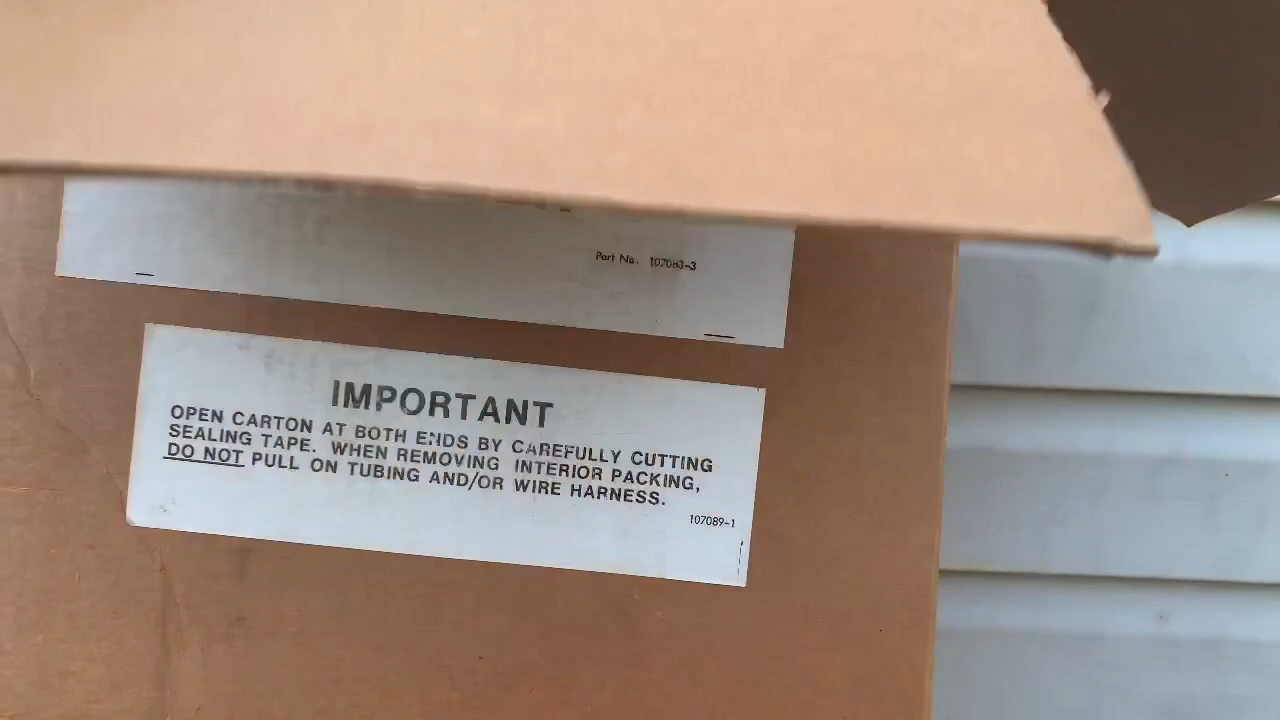 Part No. 107083-3
IMPORTANT
OPEN CARTON AT BOTH ENDS BY CAREFULLY CUTTING
SEALING TAPE. WHEN REMOVING INTERIOR PACKING,
DO NOT PULL ON TUBING AND/OR WIRE HARNESS.
107089-1